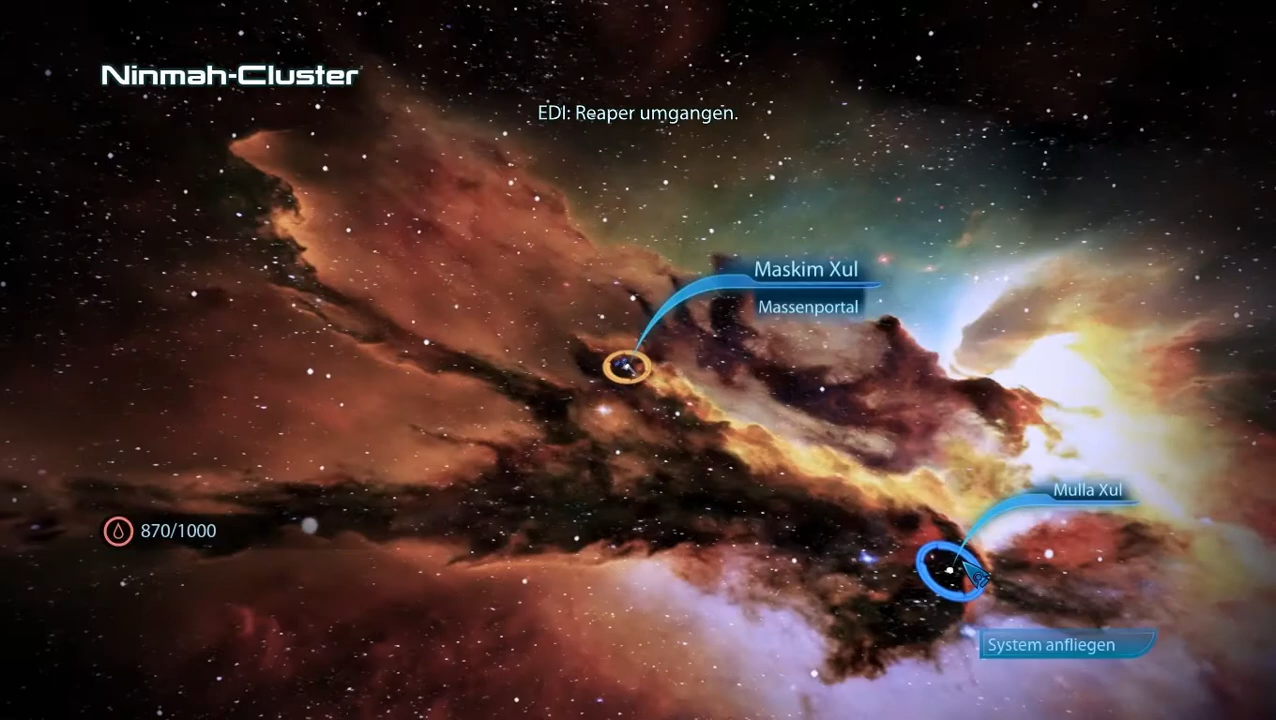 Ninmah-Cluster
EDI: Reaper umgangen.
Maskim Xul
Massenportal
Mulla Xul
870/1000
System anfliegen